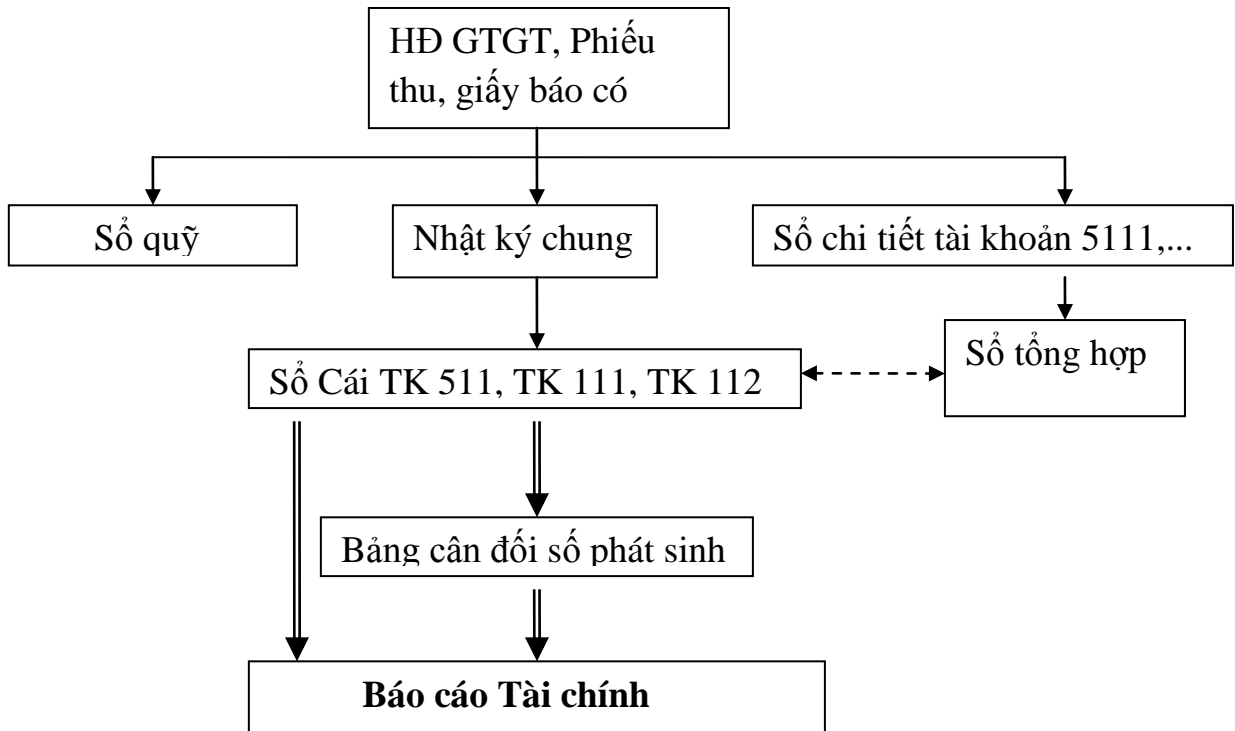 HĐ GTGT, Phiếu
thu, giấy báo có
Sổ quỹ
Nhật ký chung
Sổ chi tiết tài khoản 5111,...
Sổ tổng hợp
Sổ Cái TK 511, TK 111, TK 112
Bảng cân đối số phát sinh
Báo cáo Tài chính